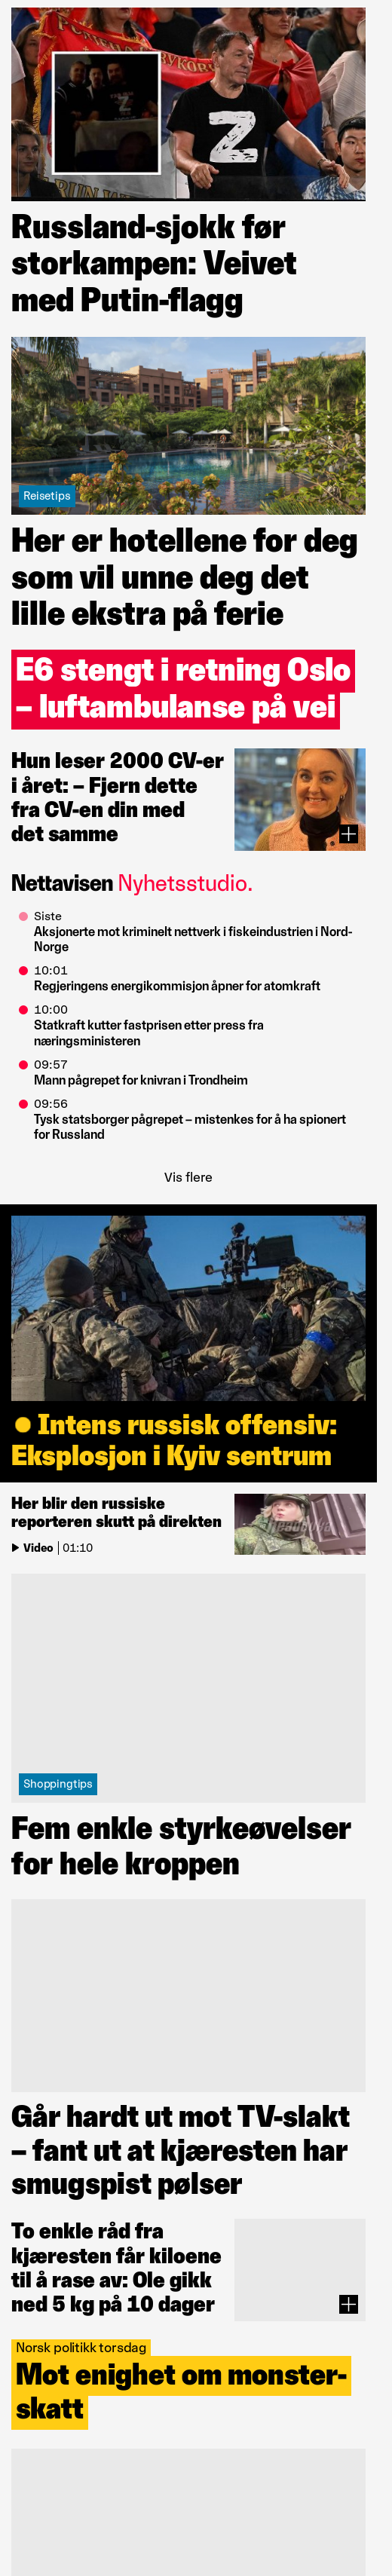 Z
Russland-sjokk før
storkampen: Veivet
med Putin-flagg
Reisetips
Her er hotellene for deg
som vil unne deg det
lille ekstra på ferie
E6 stengt i retning Oslo
– luftambulanse på vei
Hun leser 2000 CV-er
i året: – Fjern dette
fra CV-en din med
det samme
Nettavisen Nyhetsstudio.
Siste
Aksjonerte mot kriminelt nettverk i fiskeindustrien i Nord-
Norge
10:01
Regjeringens energikommisjon åpner for atomkraft
10:00
Statkraft kutter fastprisen etter press fra
næringsministeren
09:57
Mann pågrepet for knivran i Trondheim
09:56
Tysk statsborger pågrepet – mistenkes for å ha spionert
for Russland
Vis flere
Intens russisk offensiv:
Eksplosjon i Kyiv sentrum
Her blir den russiske
reporteren skutt på direkten
Video | 01:10
Shoppingtips
Fem enkle styrkeøvelser
for hele kroppen
Går hardt ut mot TV-slakt
– fant ut at kjæresten har
smugspist pølser
To enkle råd fra
kjæresten får kiloene
til å rase av: Ole gikk
ned 5 kg på 10 dager
Norsk politikk torsdag
Mot enighet om monster-
skatt